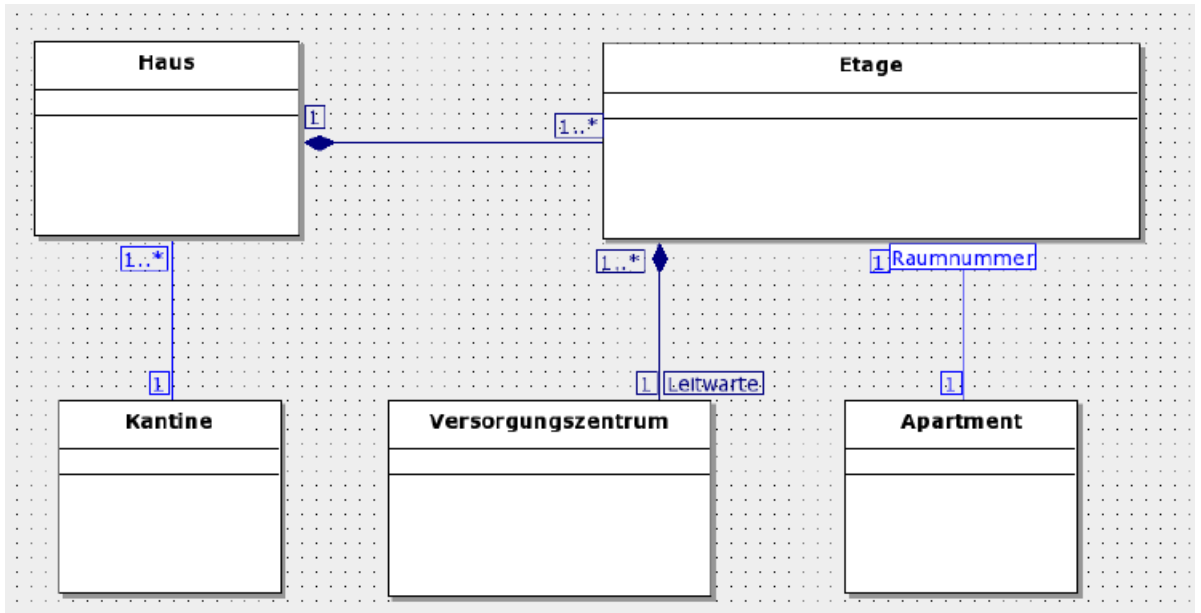 Haus
Etage
1
1..*
1..*
1..*
1
Raumnummer
1
1
Leitwarte
1
Kantine
Versorgungszentrum
Apartment